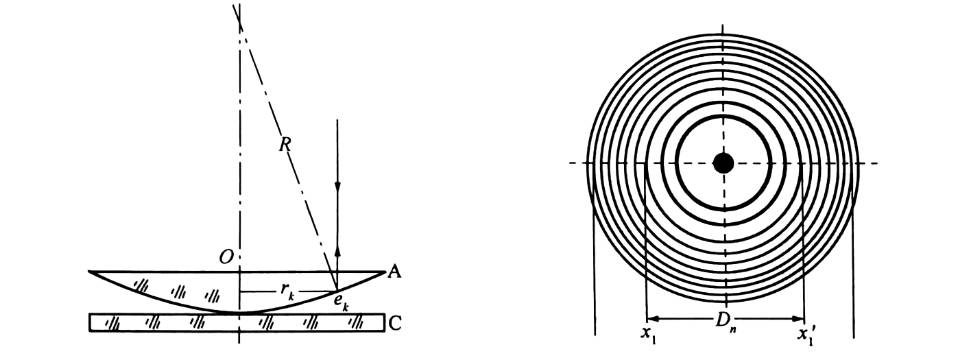 R
O
A
r_k
e_k
C
D_n
x_1
x_1′